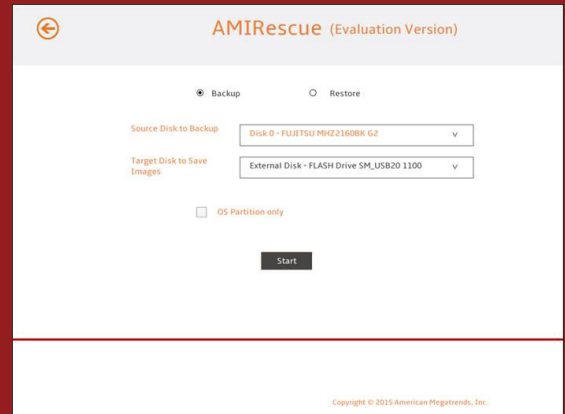 AMIRescue (Evaluation Version)
Backup
Restore
Source Disk to Backup
Disk 0 - FUJITSU MHZ2160BK G2
Target Disk to Save
Images
External Disk - FLASH Drive SM_USB20 1100
OS Partition only
Start
Copyright © 2015 American Megatrends, Inc.